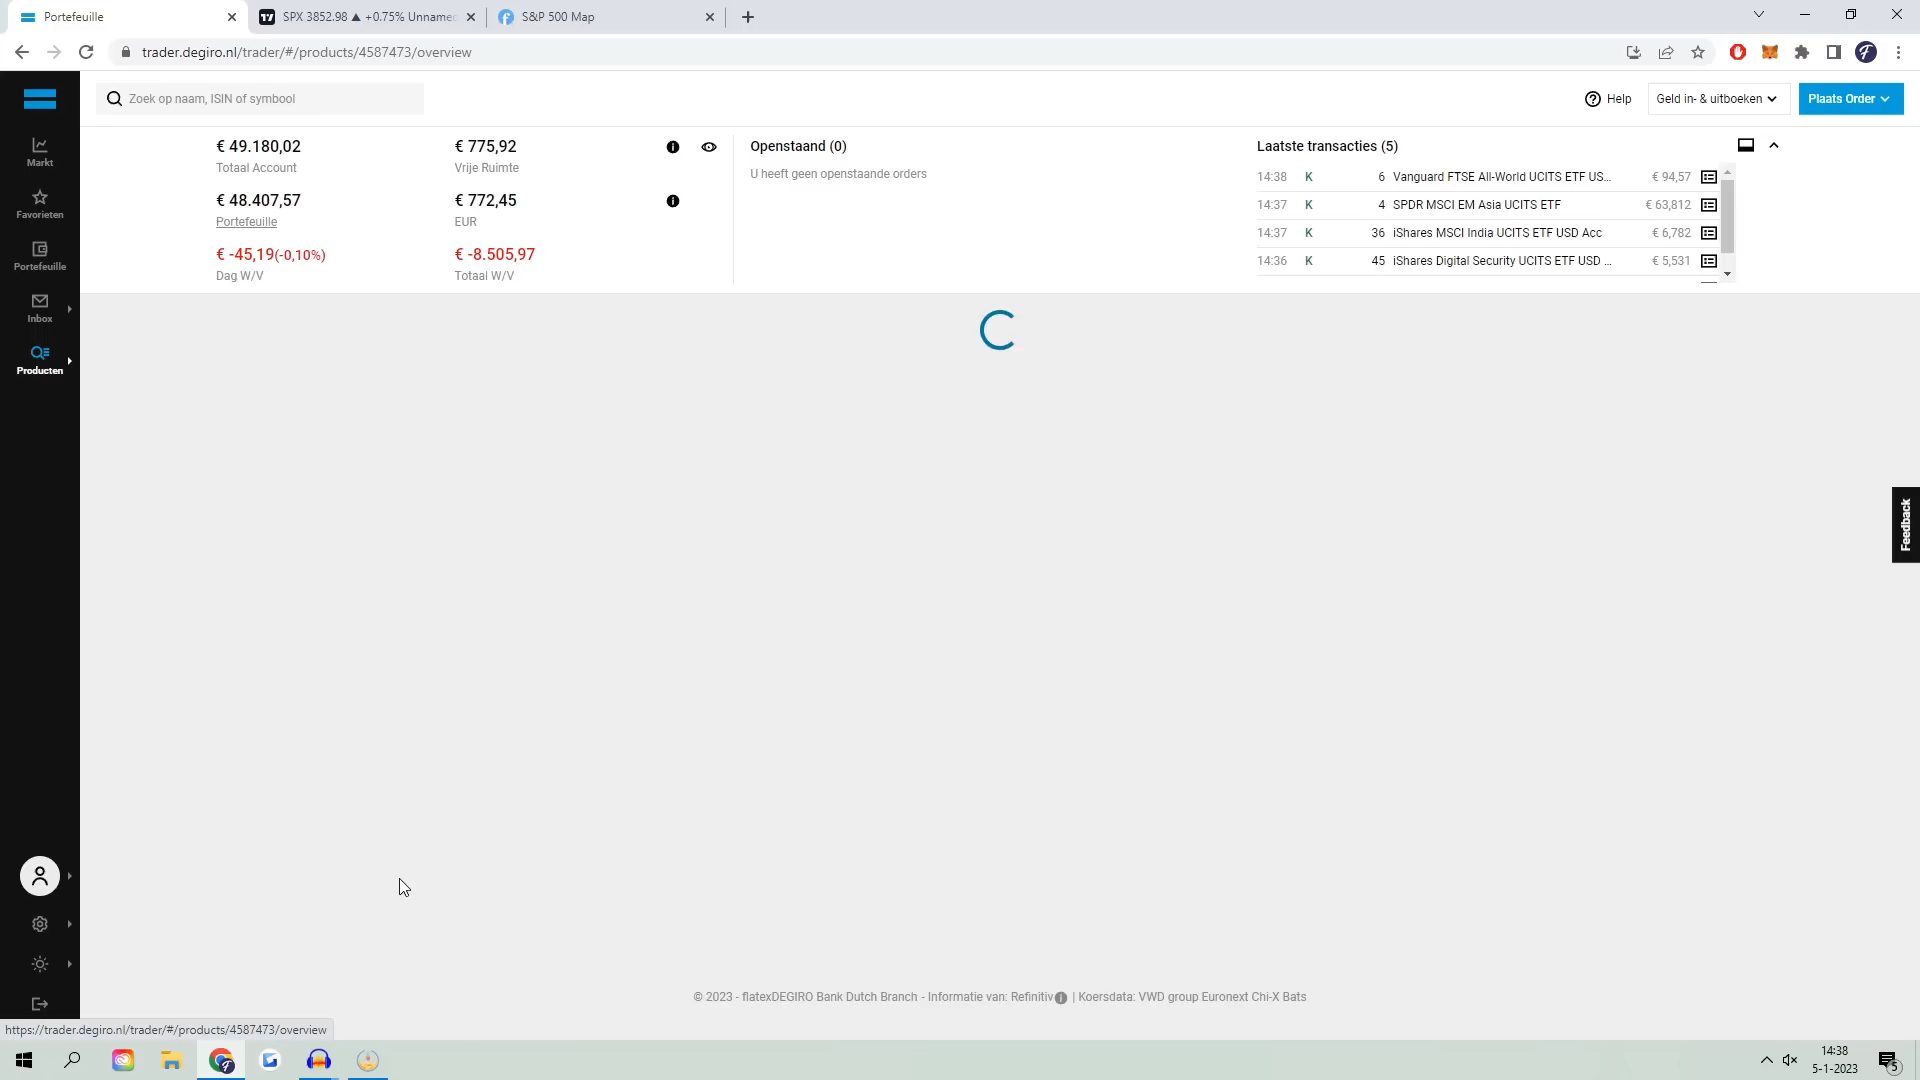 Portefeuille
SPX 3852.98 ▲ +0.75% Unnamed
S&P 500 Map
trader.degiro.nl/trader/#/products/4587473/overview
Zoek op naam, ISIN of symbool
Help
Geld in- & uitboeken
Plaats Order
Markt
Favorieten
Portefeuille
Inbox
Producten
€ 49.180,02
Totaal Account
€ 775,92
Vrije Ruimte
€ 48.407,57
Portefeuille
€ 772,45
EUR
€ -45,19(-0,10%)
Dag W/V
€ -8.505,97
Totaal W/V
Openstaand (0)
U heeft geen openstaande orders
Laatste transacties (5)
14:38 K 6 Vanguard FTSE All-World UCITS ETF US... € 94,57
14:37 K 4 SPDR MSCI EM Asia UCITS ETF € 63,812
14:37 K 36 iShares MSCI India UCITS ETF USD Acc € 6,782
14:36 K 45 iShares Digital Security UCITS ETF USD ... € 5,531
Feedback
© 2023 - flatexDEGIRO Bank Dutch Branch - Informatie van: Refinitiv | Koersdata: VWD group Euronext Chi-X Bats
https://trader.degiro.nl/trader/#/products/4587473/overview
14:38
5-1-2023
5